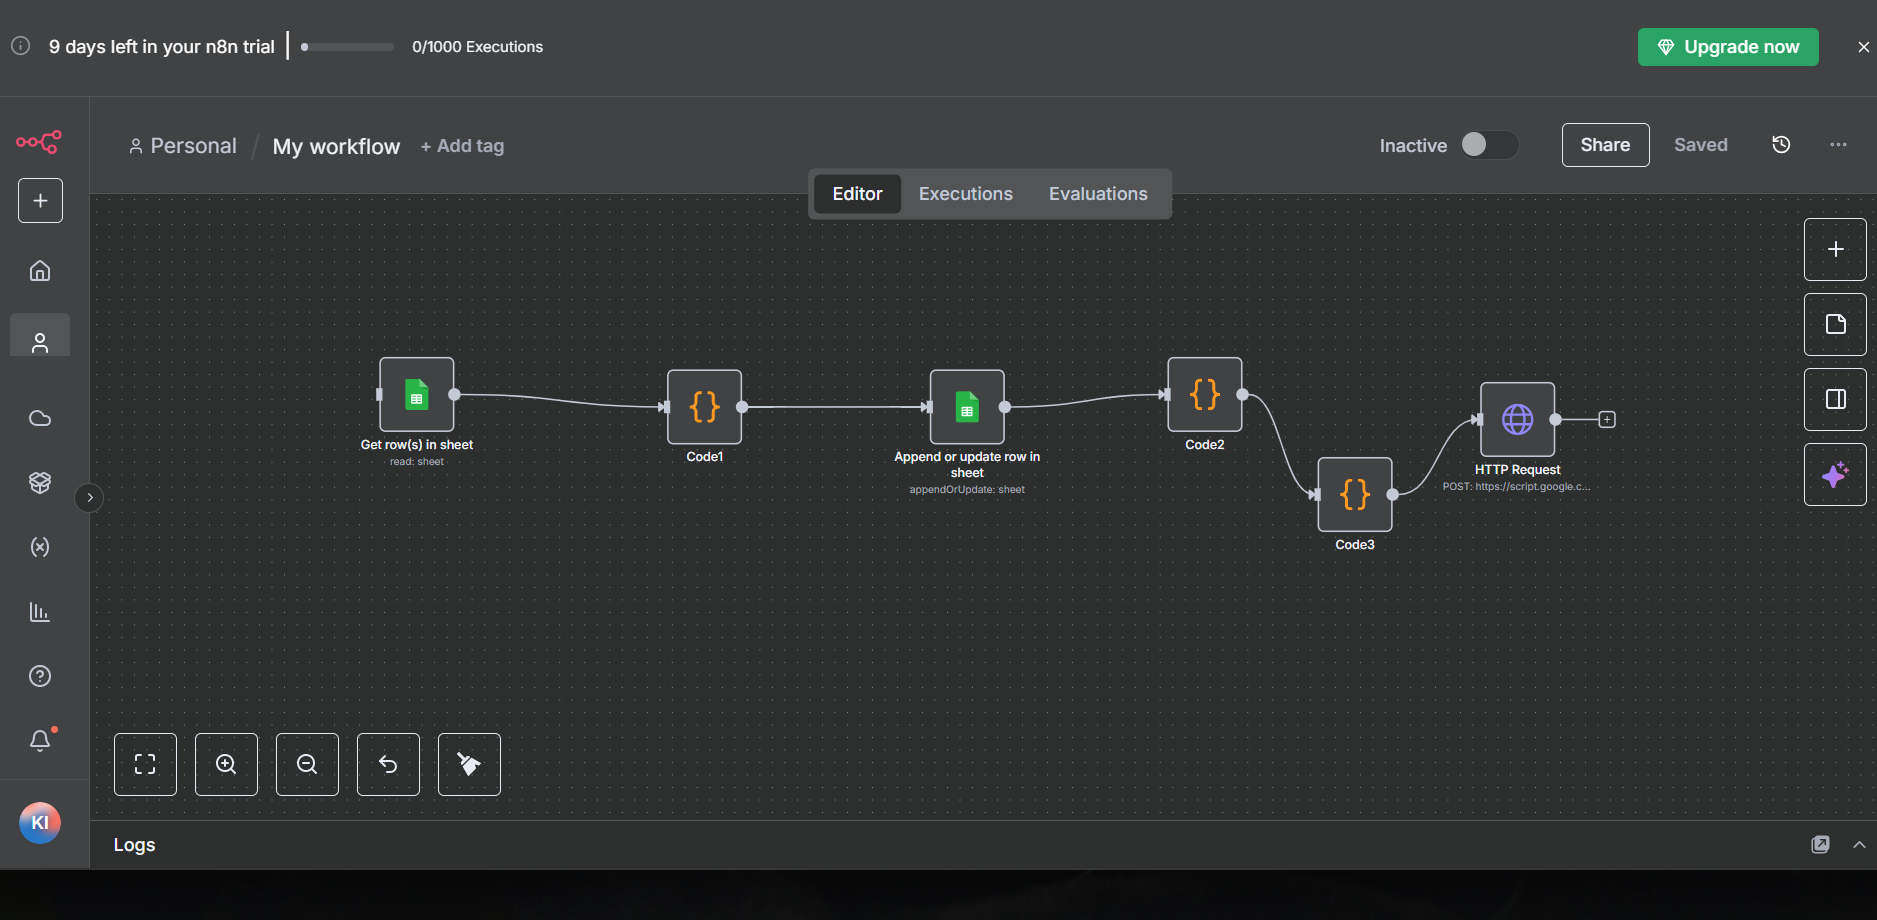 9 days left in your n8n trial
0/1000 Executions
Upgrade now
Personal / My workflow
+ Add tag
Inactive
Share
Saved
Editor
Executions
Evaluations
Get row(s) in sheet
read: sheet
Code1
Append or update row in
sheet
appendOrUpdate: sheet
Code2
Code3
HTTP Request
POST: https://script.google.c...
KI
Logs